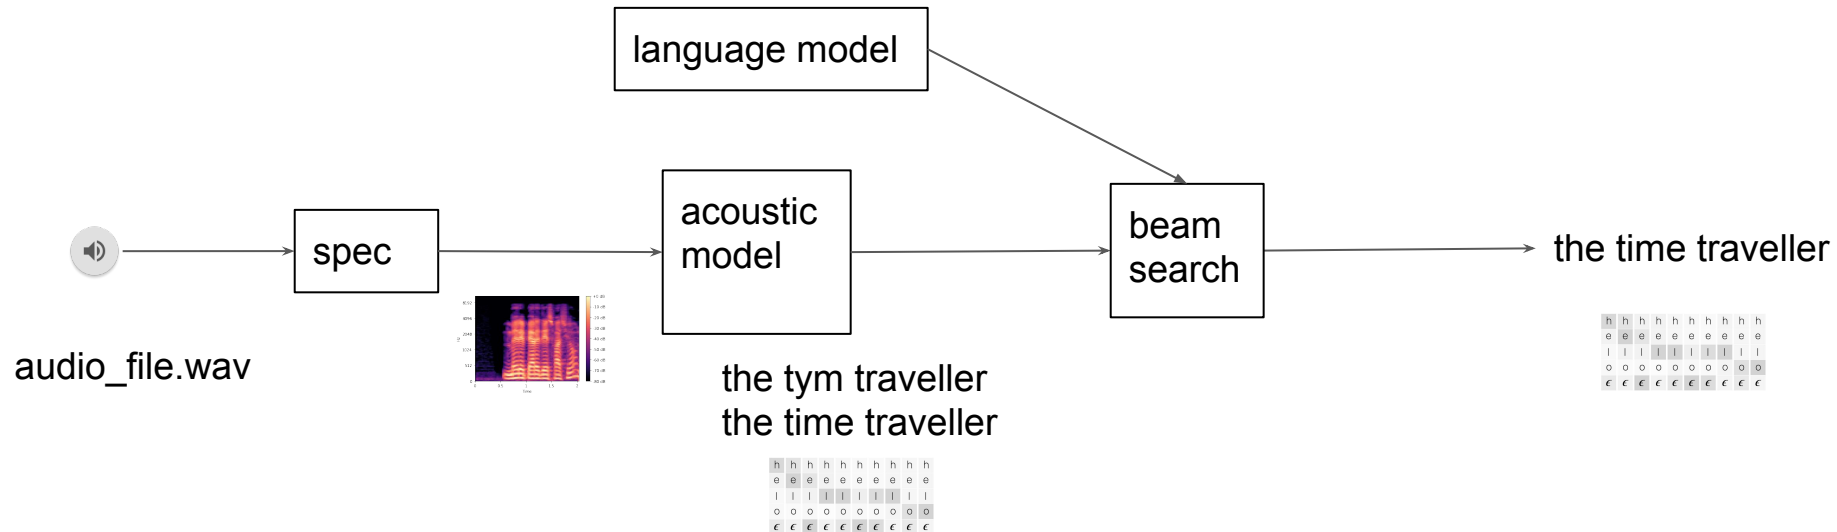 language model
acoustic
model
beam
search
spec
the time traveller
audio_file.wav
the tym traveller
the time traveller
h h h h h h h h h h
e e e e e e e e e e
l l l l l l l l l l
o o o o o o o o o o
ϵ ϵ ϵ ϵ ϵ ϵ ϵ ϵ ϵ ϵ
h h h h h h h h h h
e e e e e e e e e e
l l l l l l l l l l
o o o o o o o o o o
ϵ ϵ ϵ ϵ ϵ ϵ ϵ ϵ ϵ ϵ